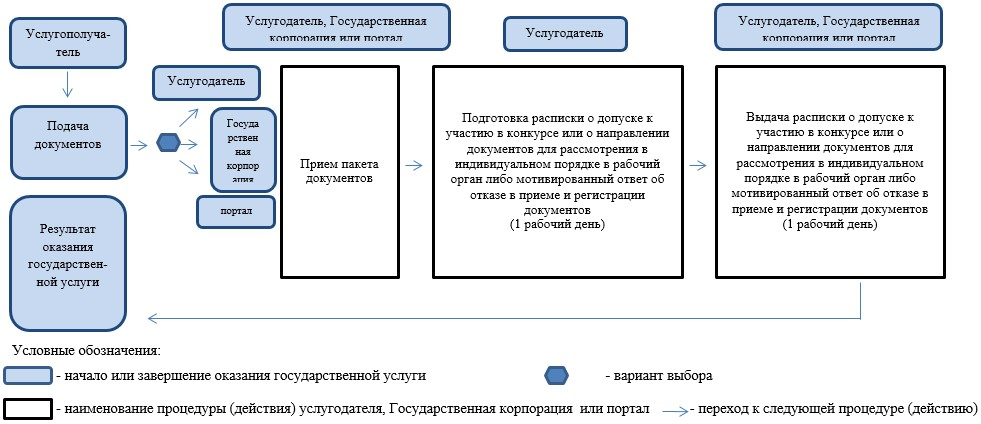 Услугополуча-
тель
Подача
документов
Результат
оказания
государствен-
ной услуги
Услугодатель
Госуда
рствен
ная
корпор
ация
портал
Услугодатель, Государственная
корпорация или портал
Прием пакета
документов
Услугодатель
Подготовка расписки о допуске к
участию в конкурсе или о направлении
документов для рассмотрения в
индивидуальном порядке в рабочий
орган либо мотивированный ответ об
отказе в приеме и регистрации
документов
(1 рабочий день)
Услугодатель, Государственная
корпорация или портал
Выдача расписки о допуске к
участию в конкурсе или о
направлении документов для
рассмотрения в индивидуальном
порядке в рабочий орган либо
мотивированный ответ об отказе в
приеме и регистрации документов
(1 рабочий день)
Условные обозначения:
- начало или завершение оказания государственной услуги
- вариант выбора
- наименование процедуры (действия) услугодателя, Государственная корпорация или портал
- переход к следующей процедуре (действию)